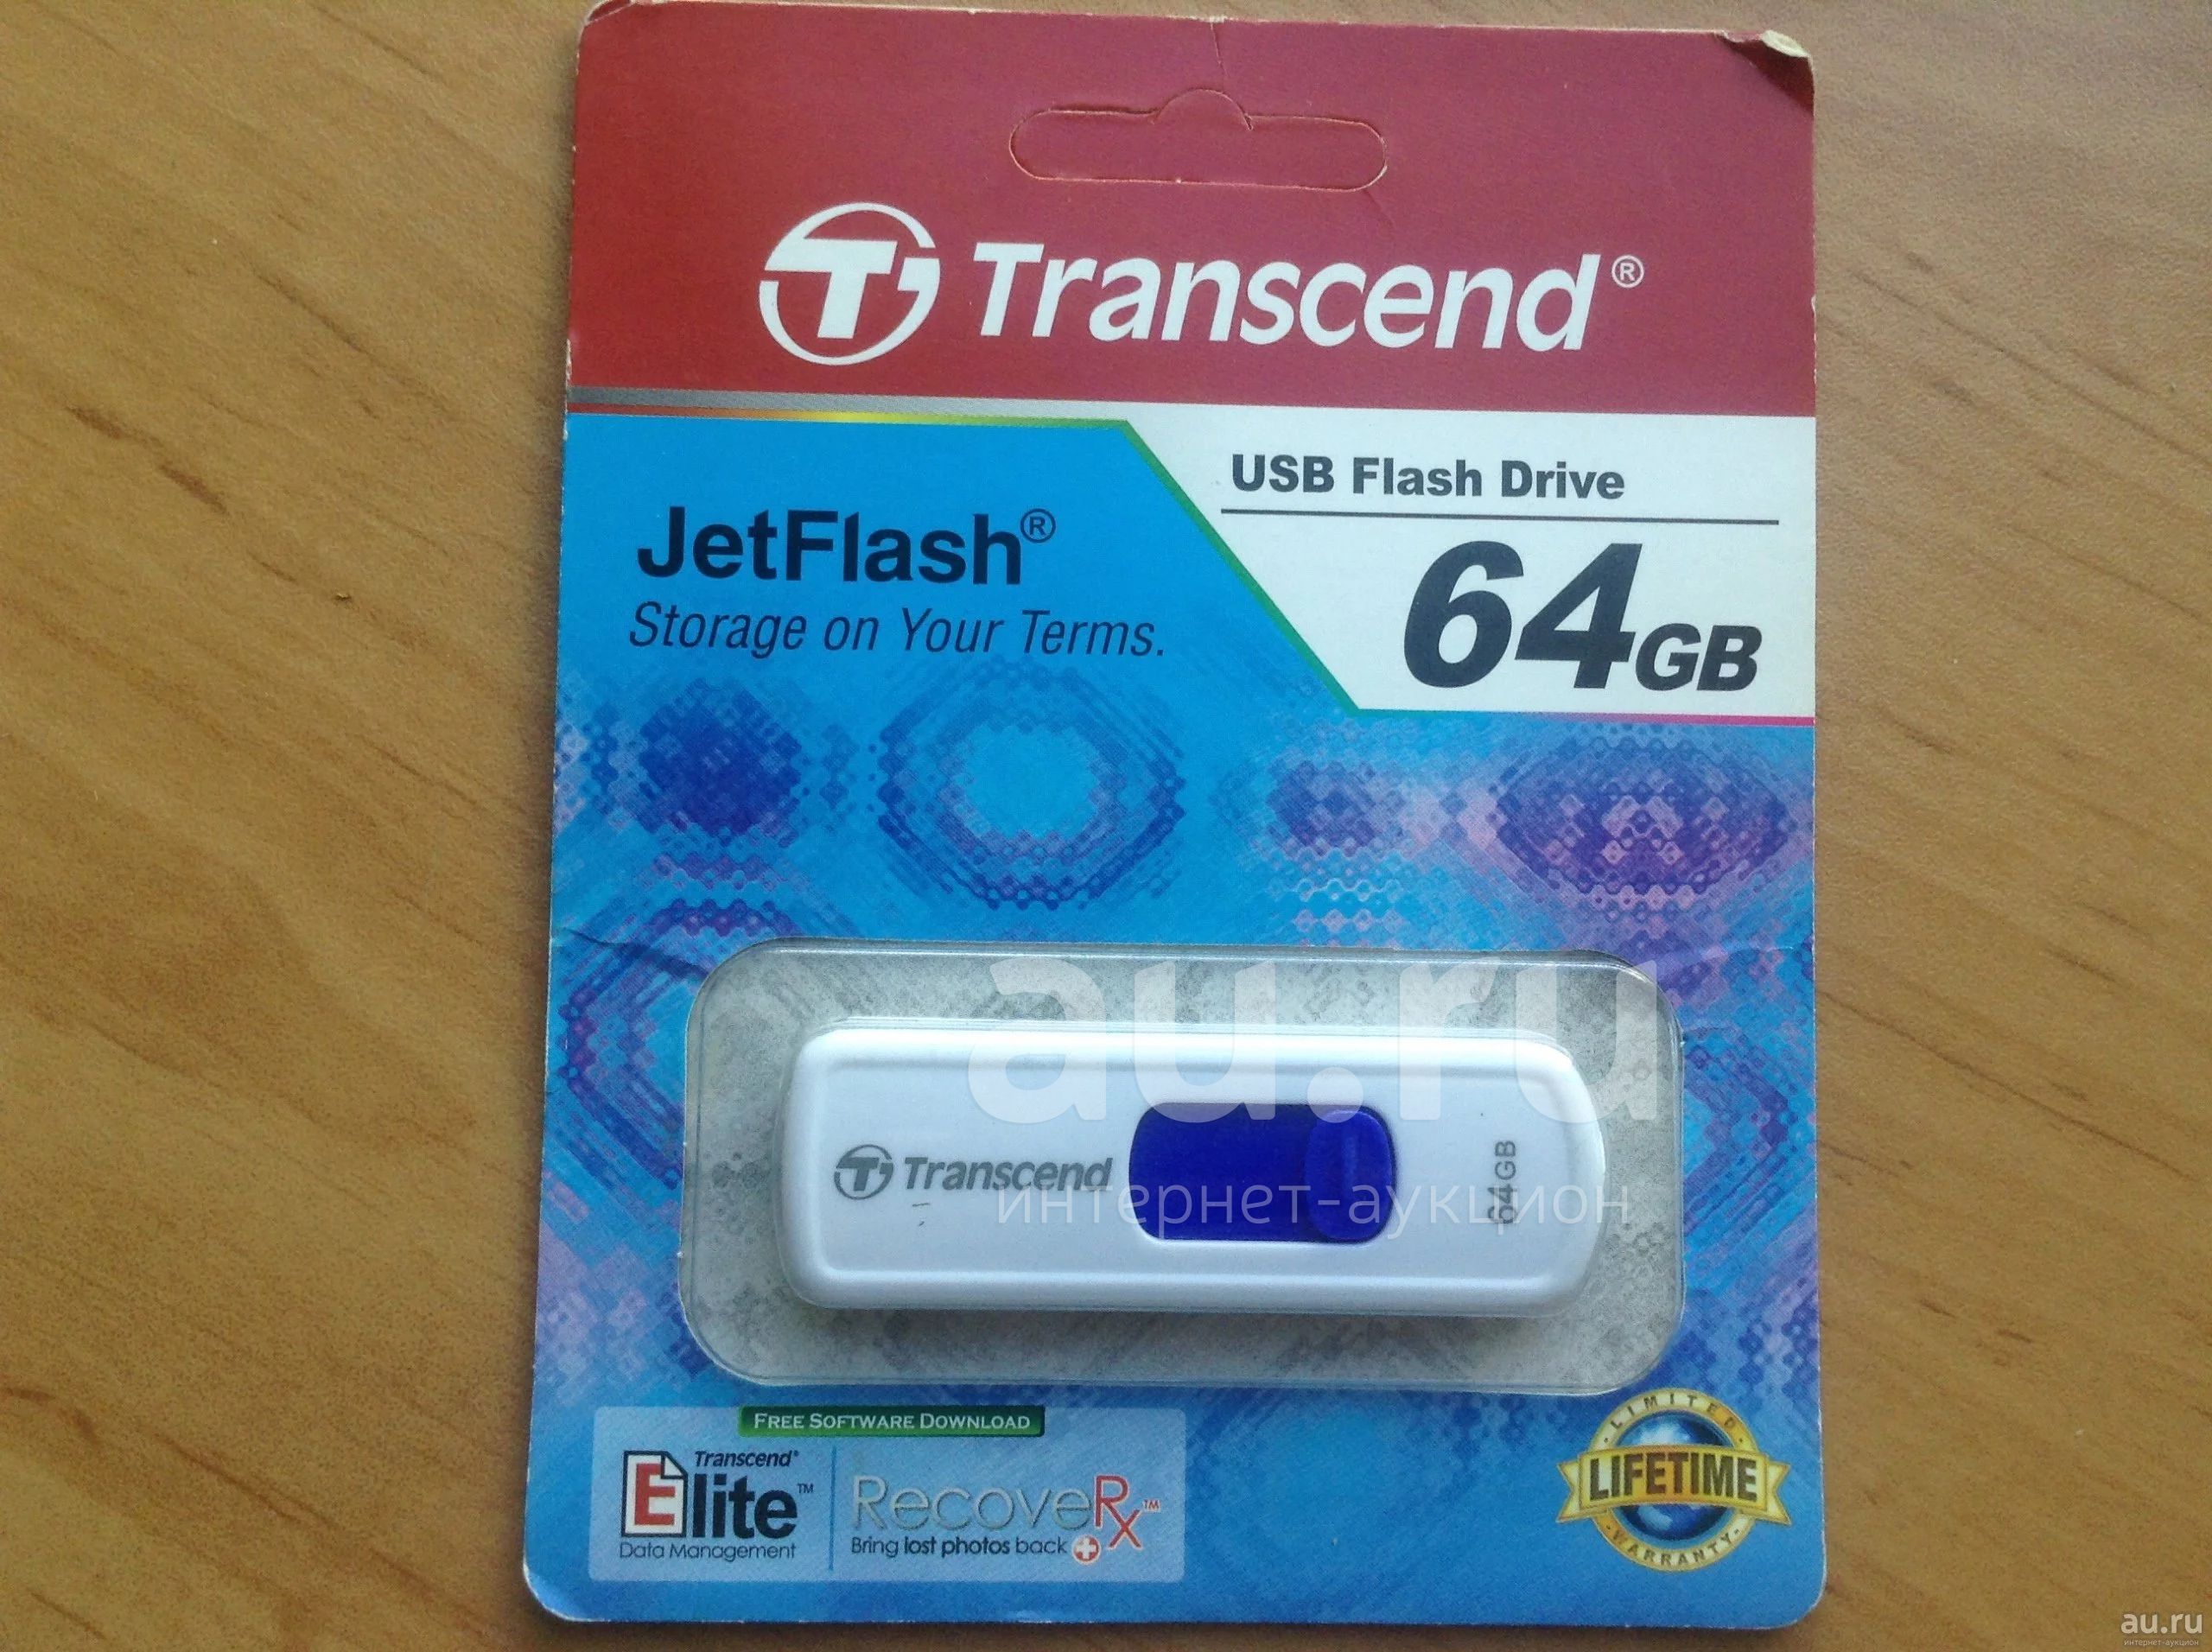 Transcend®
USB Flash Drive
64GB
JetFlash®
Storage on Your Terms.
au.ru
интернет-аукцион
Transcend
64GB
FREE SOFTWARE DOWNLOAD
Transcend®
Elite™
Data Management
RecoveRx™
Bring lost photos back
LIMITED
LIFETIME
WARRANTY
au.ru
интернет-аукцион